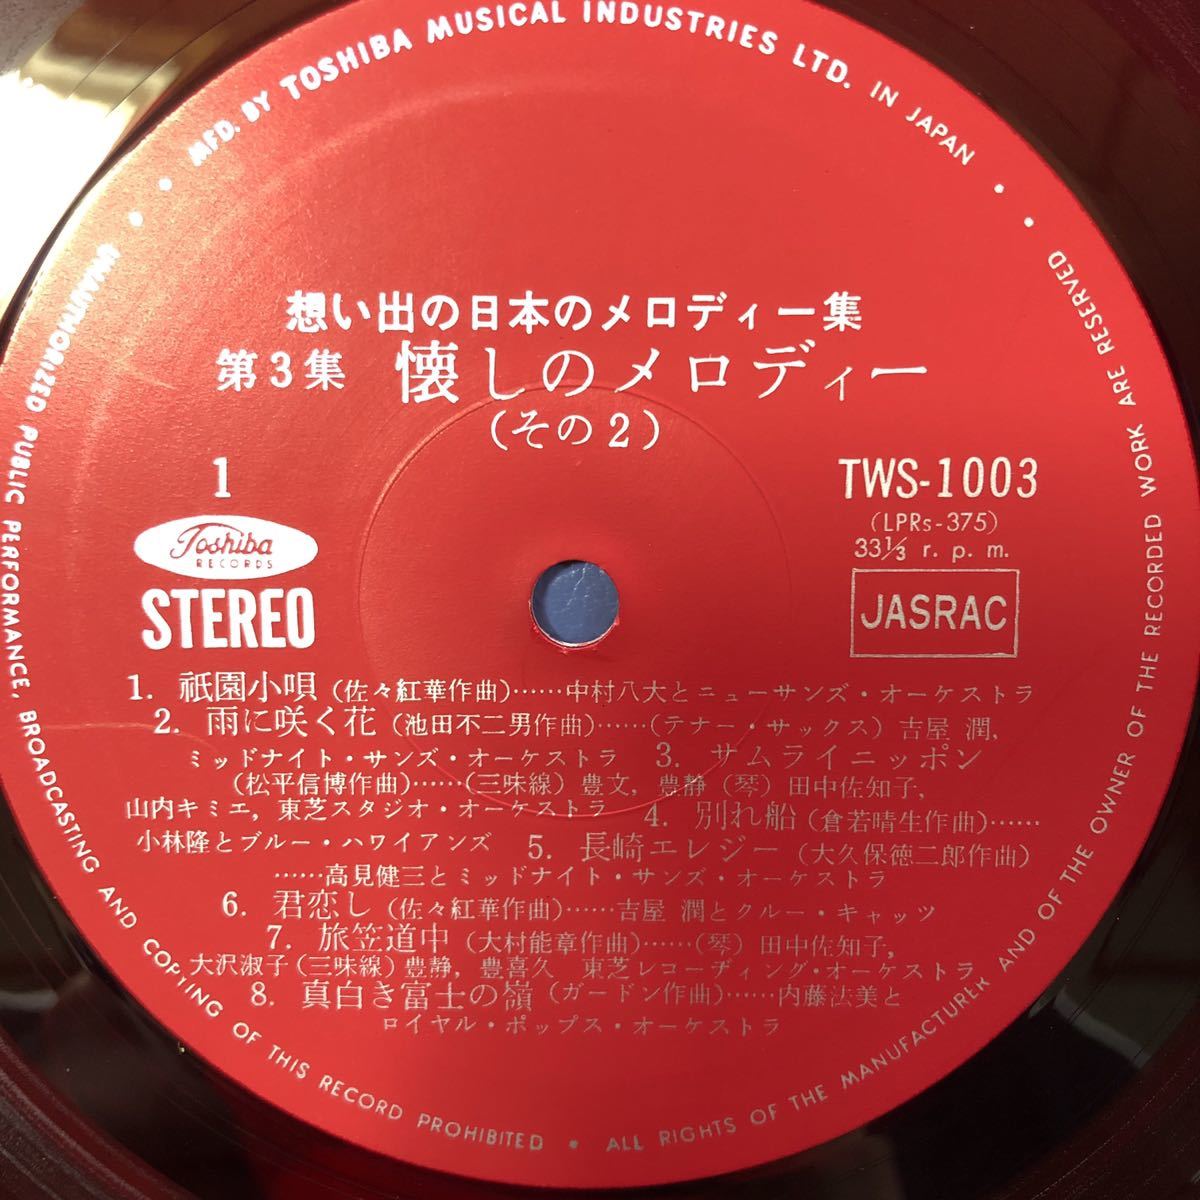 MFD. BY TOSHIBA MUSICAL INDUSTRIES LTD. IN JAPAN
想い出の日本のメロディー集
第3集 懐しのメロディー
(その2)
1
TWS-1003
(LPRs-375)
33⅓ r. p. m.
Toshiba
RECORDS
STEREO
JASRAC
1. 祇園小唄(佐々紅華作曲)……中村八大とニューサンズ・オーケストラ
2. 雨に咲く花(池田不二男作曲)……(テナー・サックス)吉屋 潤,
ミッドナイト・サンズ・オーケストラ 3. サムライニッポン
(松平信博作曲)……(三味線)豊文, 豊静(琴)田中佐知子,
山内キミエ, 東芝スタジオ・オーケストラ 4. 別れ船(倉若晴生作曲)……
小林隆とブルー・ハワイアンズ 5. 長崎エレジー(大久保徳二郎作曲)
……高見健三とミッドナイト・サンズ・オーケストラ
6. 君恋し(佐々紅華作曲)……吉屋 潤とクルー・キャッツ
7. 旅笠道中(大村能章作曲)……(琴)田中佐知子,
大沢淑子(三味線)豊静, 豊喜久 東芝レコーディング・オーケストラ
8. 真白き富士の嶺(ガードン作曲)……内藤法美と
ロイヤル・ポップス・オーケストラ
UNAUTHORIZED PUBLIC PERFORMANCE, BROADCASTING AND COPYING OF THIS RECORD PROHIBITED • ALL RIGHTS OF THE MANUFACTURER AND OF THE OWNER OF THE RECORDED WORK ARE RESERVED